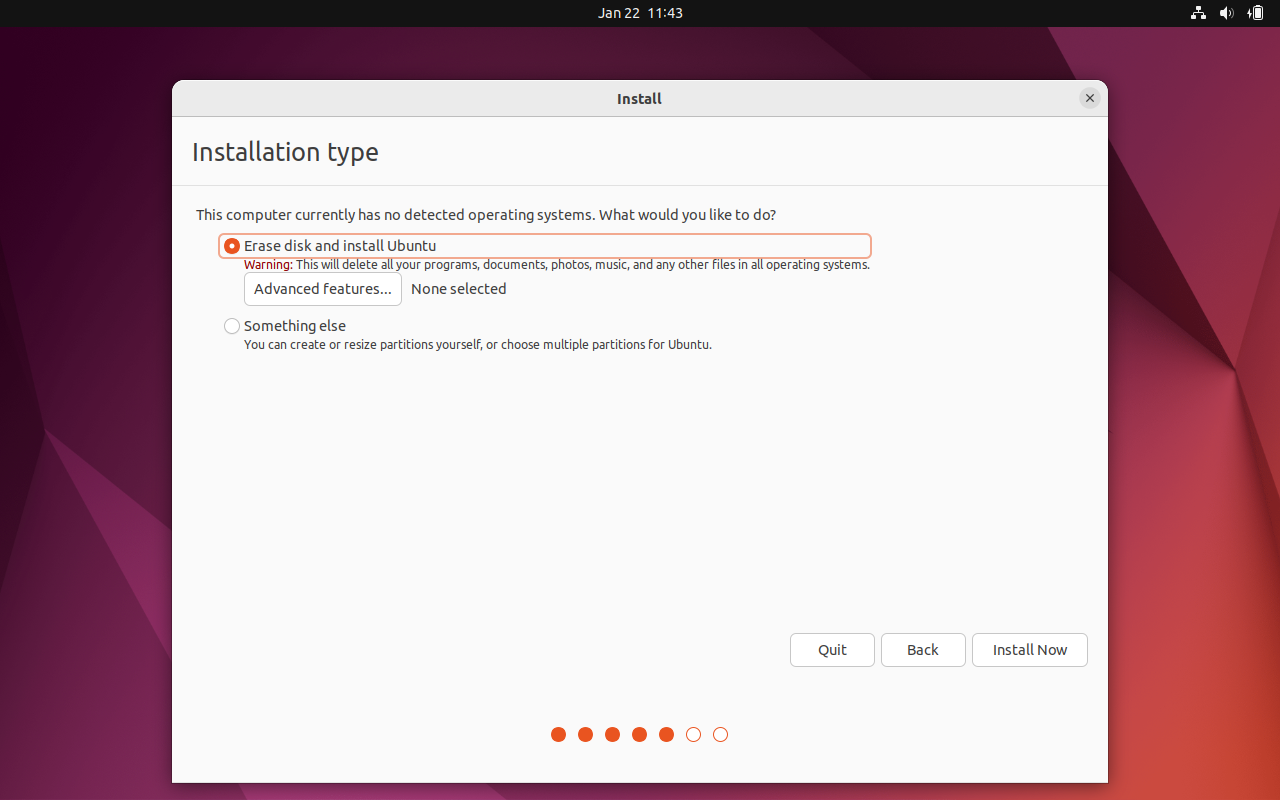 Jan 22 11:43
Install
Installation type
This computer currently has no detected operating systems. What would you like to do?
Erase disk and install Ubuntu
Warning: This will delete all your programs, documents, photos, music, and any other files in all operating systems.
Advanced features... None selected
Something else
You can create or resize partitions yourself, or choose multiple partitions for Ubuntu.
Quit Back Install Now